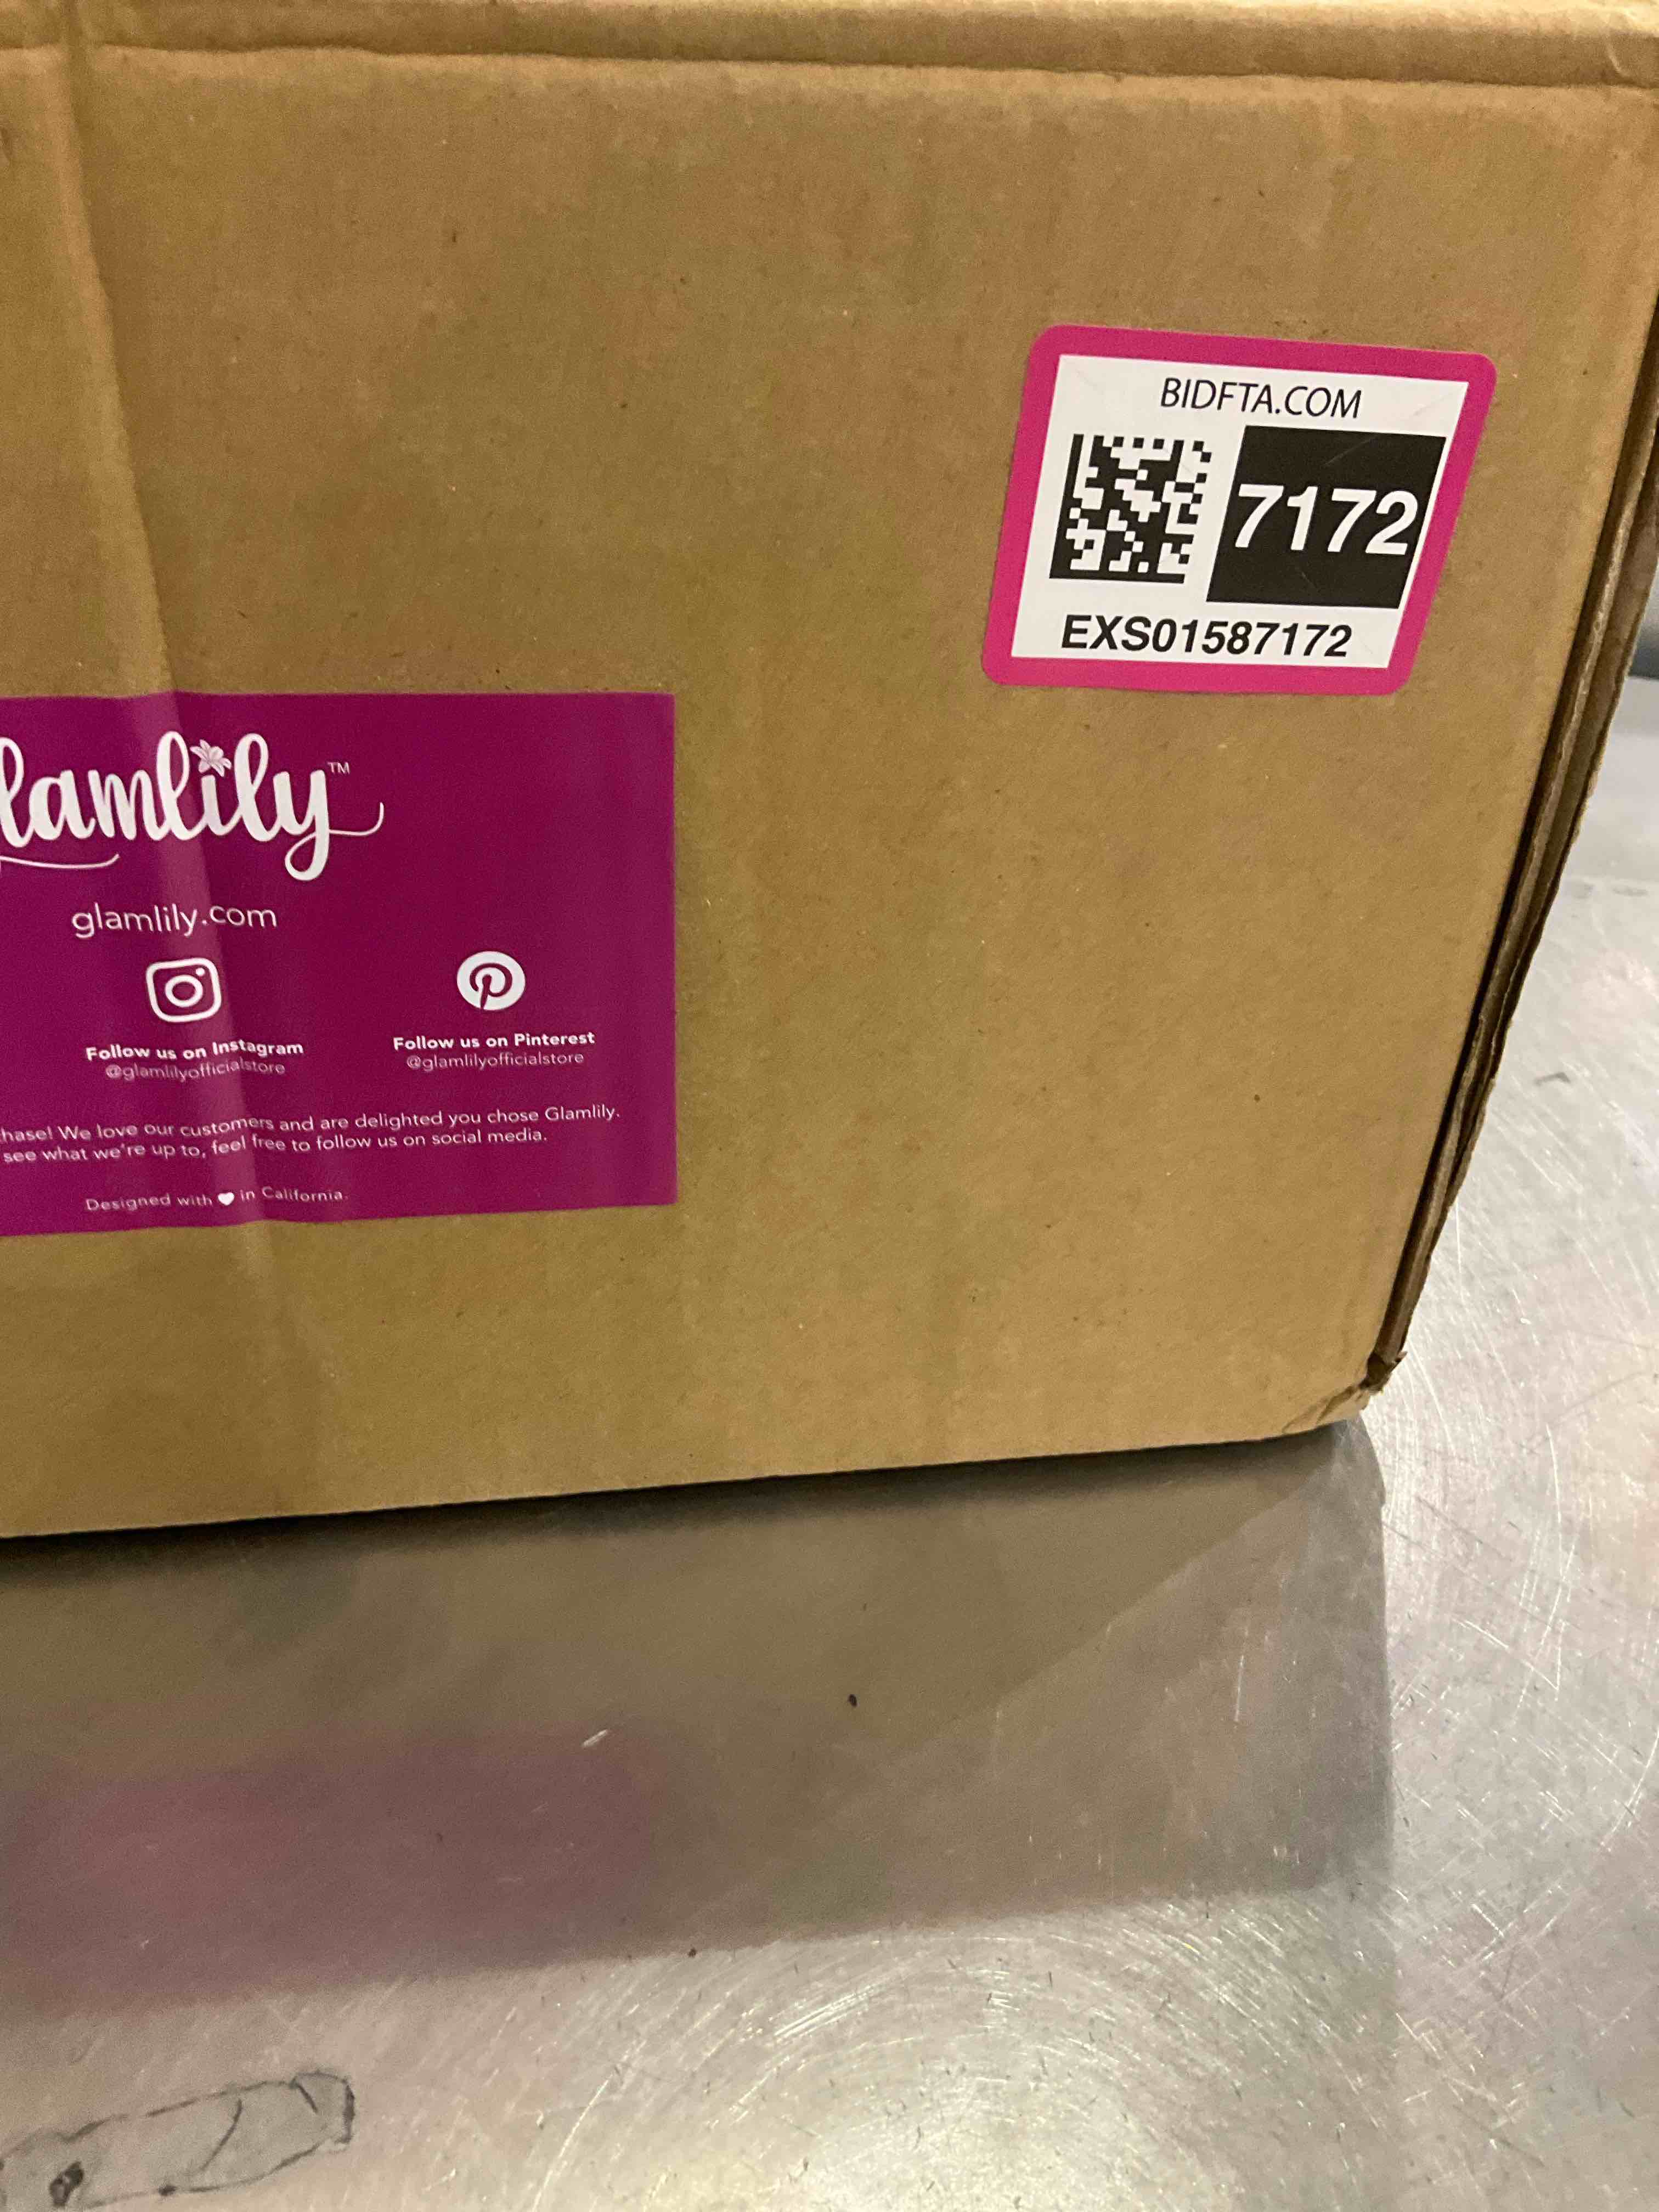 BIDFTA.COM
7172
EXS01587172
lamlily™
glamlily.com
Follow us on Instagram
@glamlilyofficialstore
Follow us on Pinterest
@glamlilyofficialstore
hase! We love our customers and are delighted you chose Glamlily.
see what we're up to, feel free to follow us on social media.
Designed with ♥ in California.